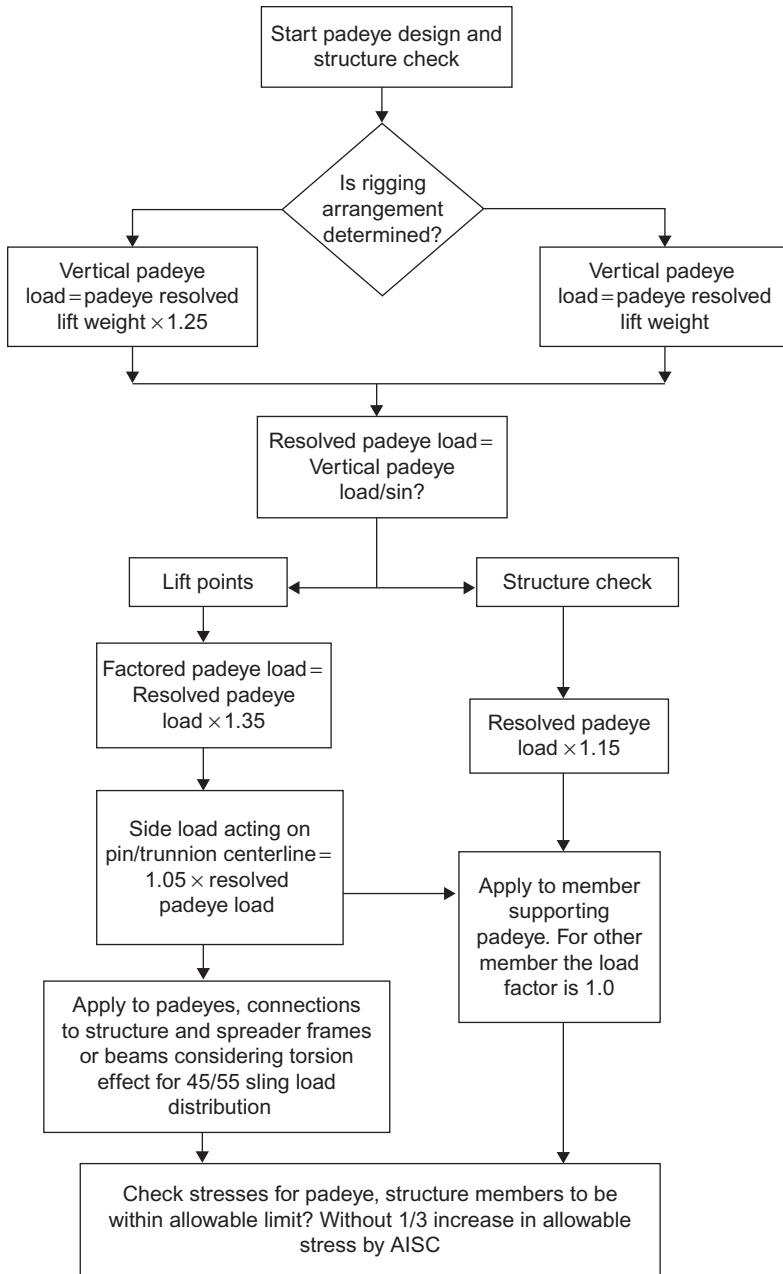 Start padeye design and
structure check
Is rigging
arrangement
determined?
Vertical padeye
load=padeye resolved
lift weight×1.25
Vertical padeye
load=padeye resolved
lift weight
Resolved padeye load=
Vertical padeye
load/sin?
Lift points
Structure check
Factored padeye load=
Resolved padeye
load×1.35
Resolved padeye
load×1.15
Side load acting on
pin/trunnion centerline=
1.05×resolved
padeye load
Apply to member
supporting
padeye. For other
member the load
factor is 1.0
Apply to padeyes, connections
to structure and spreader frames
or beams considering torsion
effect for 45/55 sling load
distribution
Check stresses for padeye, structure members to be
within allowable limit? Without 1/3 increase in allowable
stress by AISC